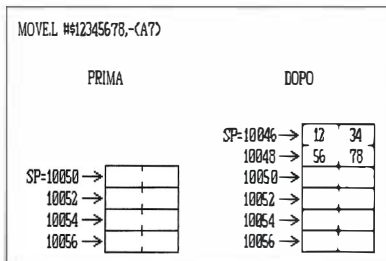 MOVE.L #$12345678,-(A7)
PRIMA DOPO
SP=10046→ 12 34
10048→ 56 78
SP=10050→ 10050→
10052→ 10052→
10054→ 10054→
10056→ 10056→